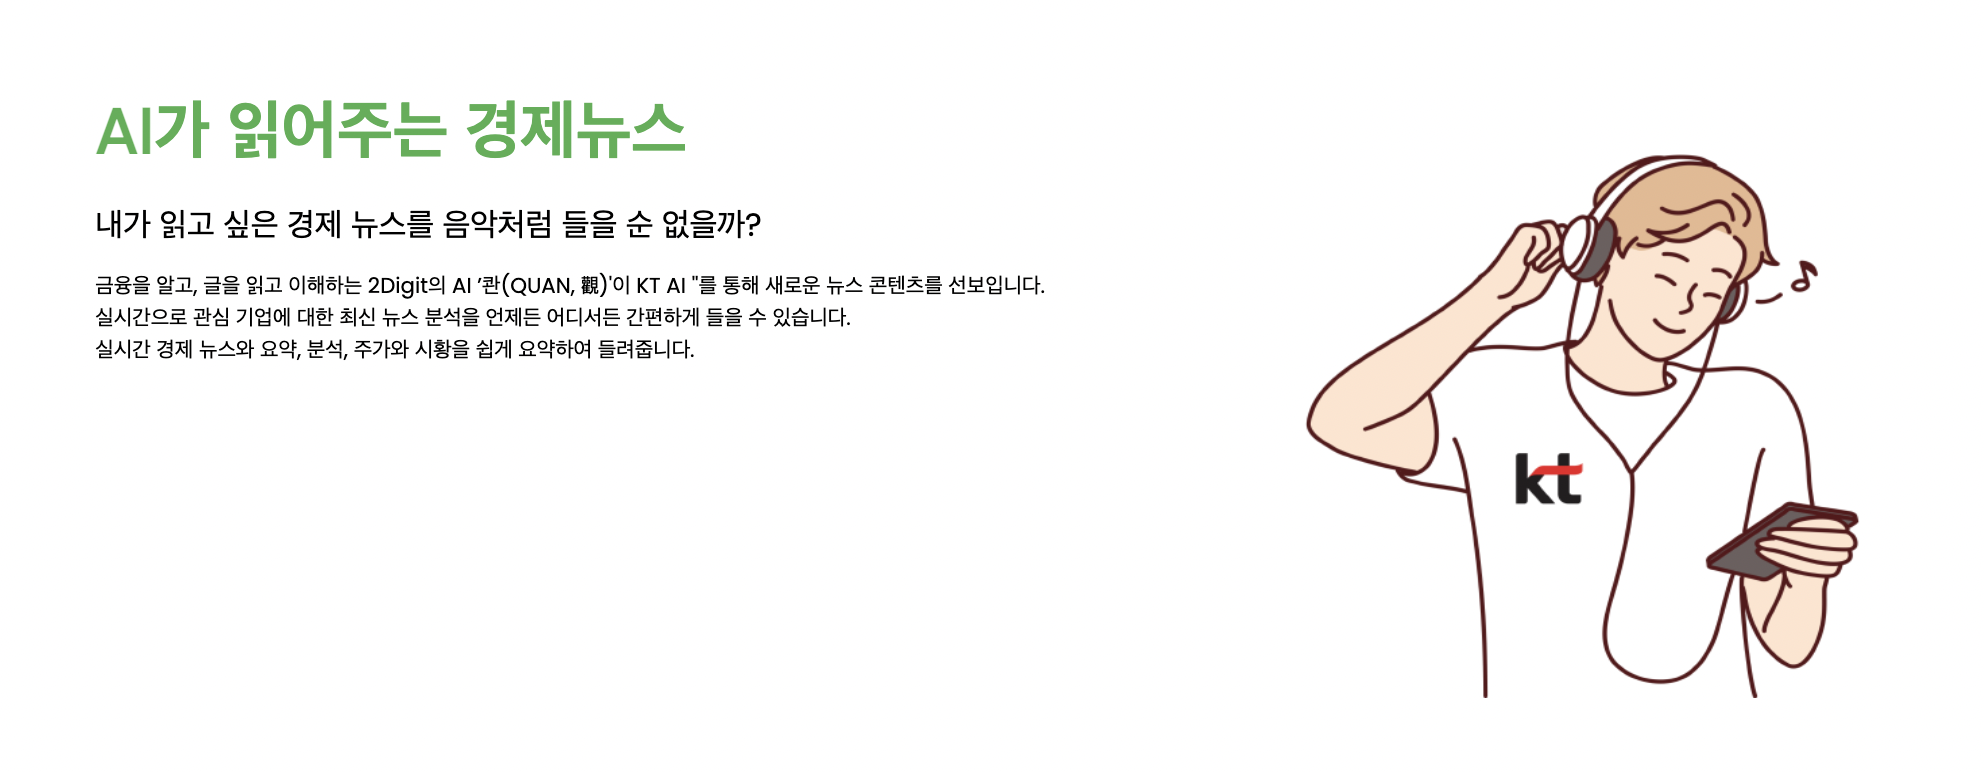 AI가 읽어주는 경제뉴스
내가 읽고 싶은 경제 뉴스를 음악처럼 들을 순 없을까?
금융을 알고, 글을 읽고 이해하는 2Digit의 AI ’콴(QUAN, 觀)'이 KT AI "를 통해 새로운 뉴스 콘텐츠를 선보입니다.
실시간으로 관심 기업에 대한 최신 뉴스 분석을 언제든 어디서든 간편하게 들을 수 있습니다.
실시간 경제 뉴스와 요약, 분석, 주가와 시황을 쉽게 요약하여 들려줍니다.
kt